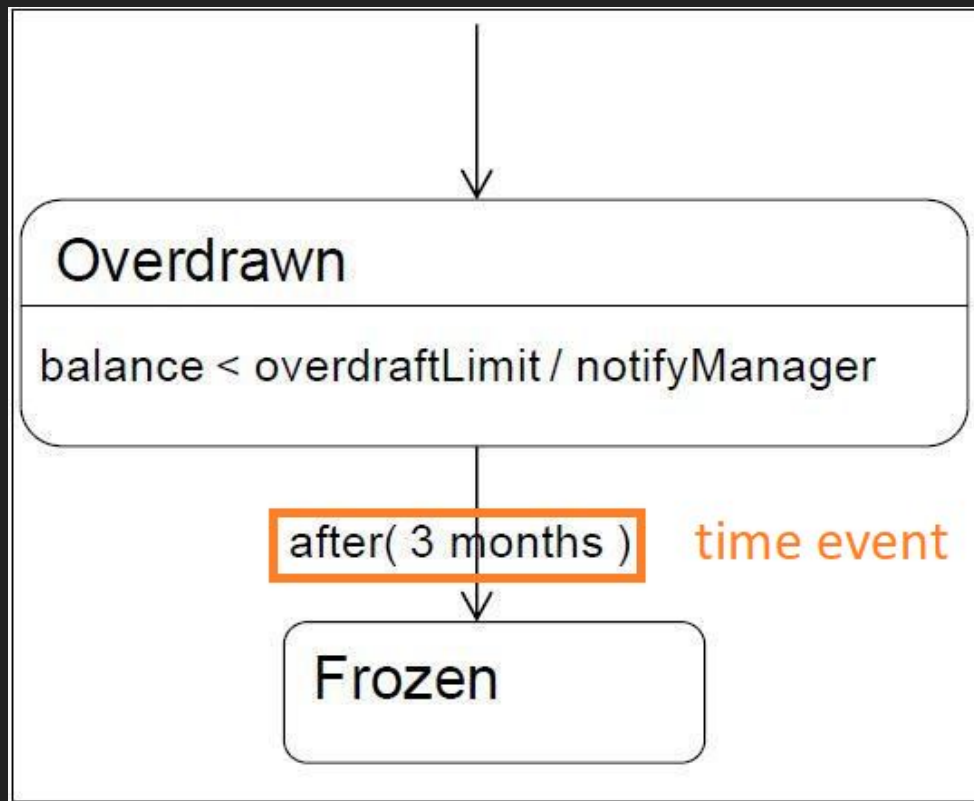 Overdrawn
balance < overdraftLimit / notifyManager
after( 3 months ) time event
Frozen